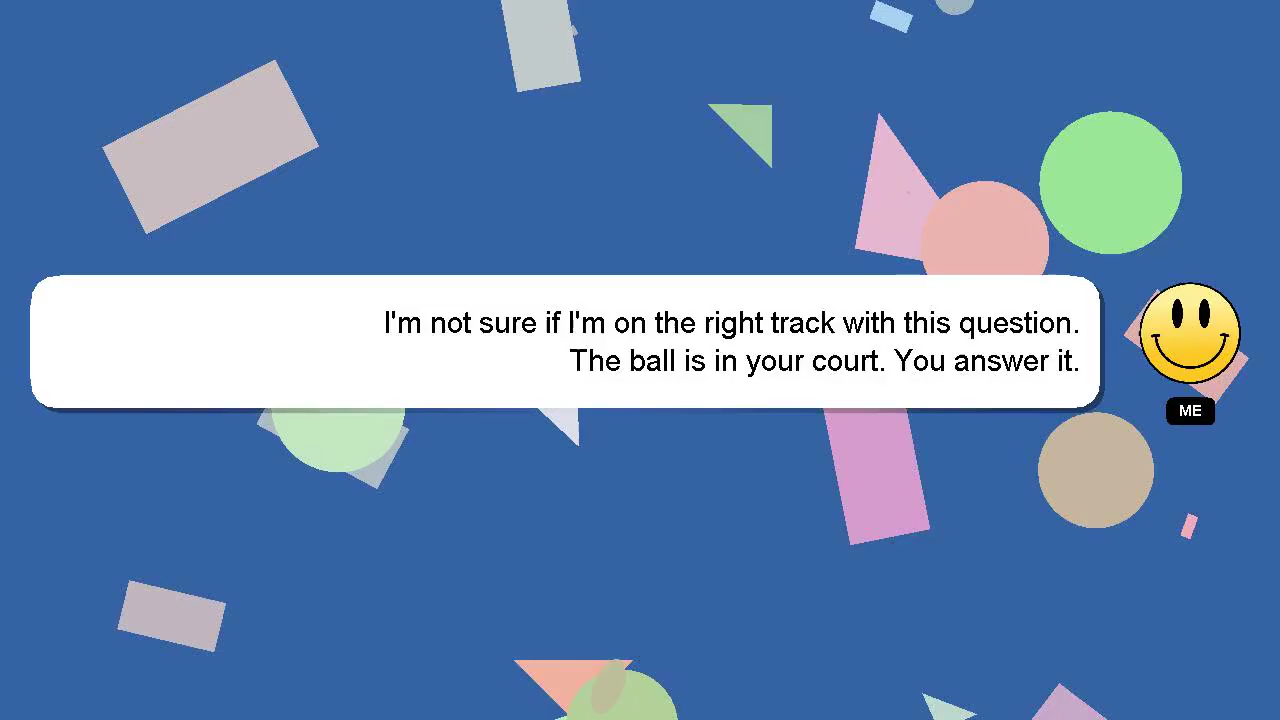 I'm not sure if I'm on the right track with this question.
The ball is in your court. You answer it.
ME